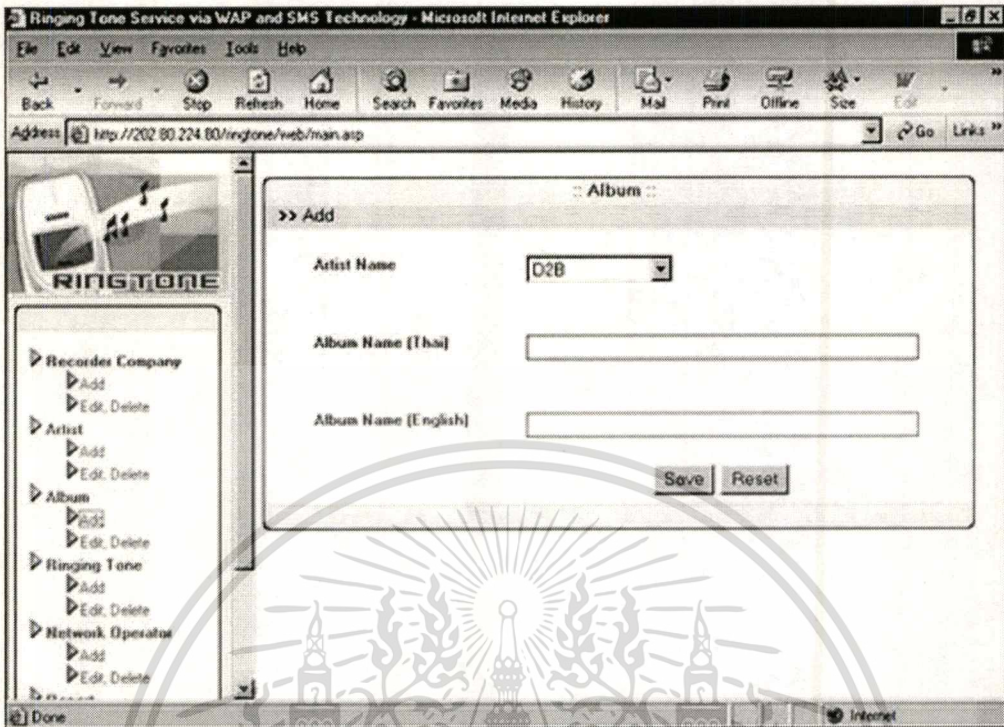 Ringing Tone Service via WAP and SMS Technology - Microsoft Internet Explorer
File Edit View Favorites Tools Help
Back Forward Stop Refresh Home Search Favorites Media History Mail Print Offline Size Edit
Address http://202.80.224.80/ringtone/web/main.asp Go Links
RINGTONE
Recorder Company
Add
Edit, Delete
Artist
Add
Edit, Delete
Album
Add
Edit, Delete
Ringing Tone
Add
Edit, Delete
Network Operator
Add
Edit, Delete
:: Album ::
>> Add
Artist Name D2B
Album Name (Thai)
Album Name (English)
Save Reset
Done Internet